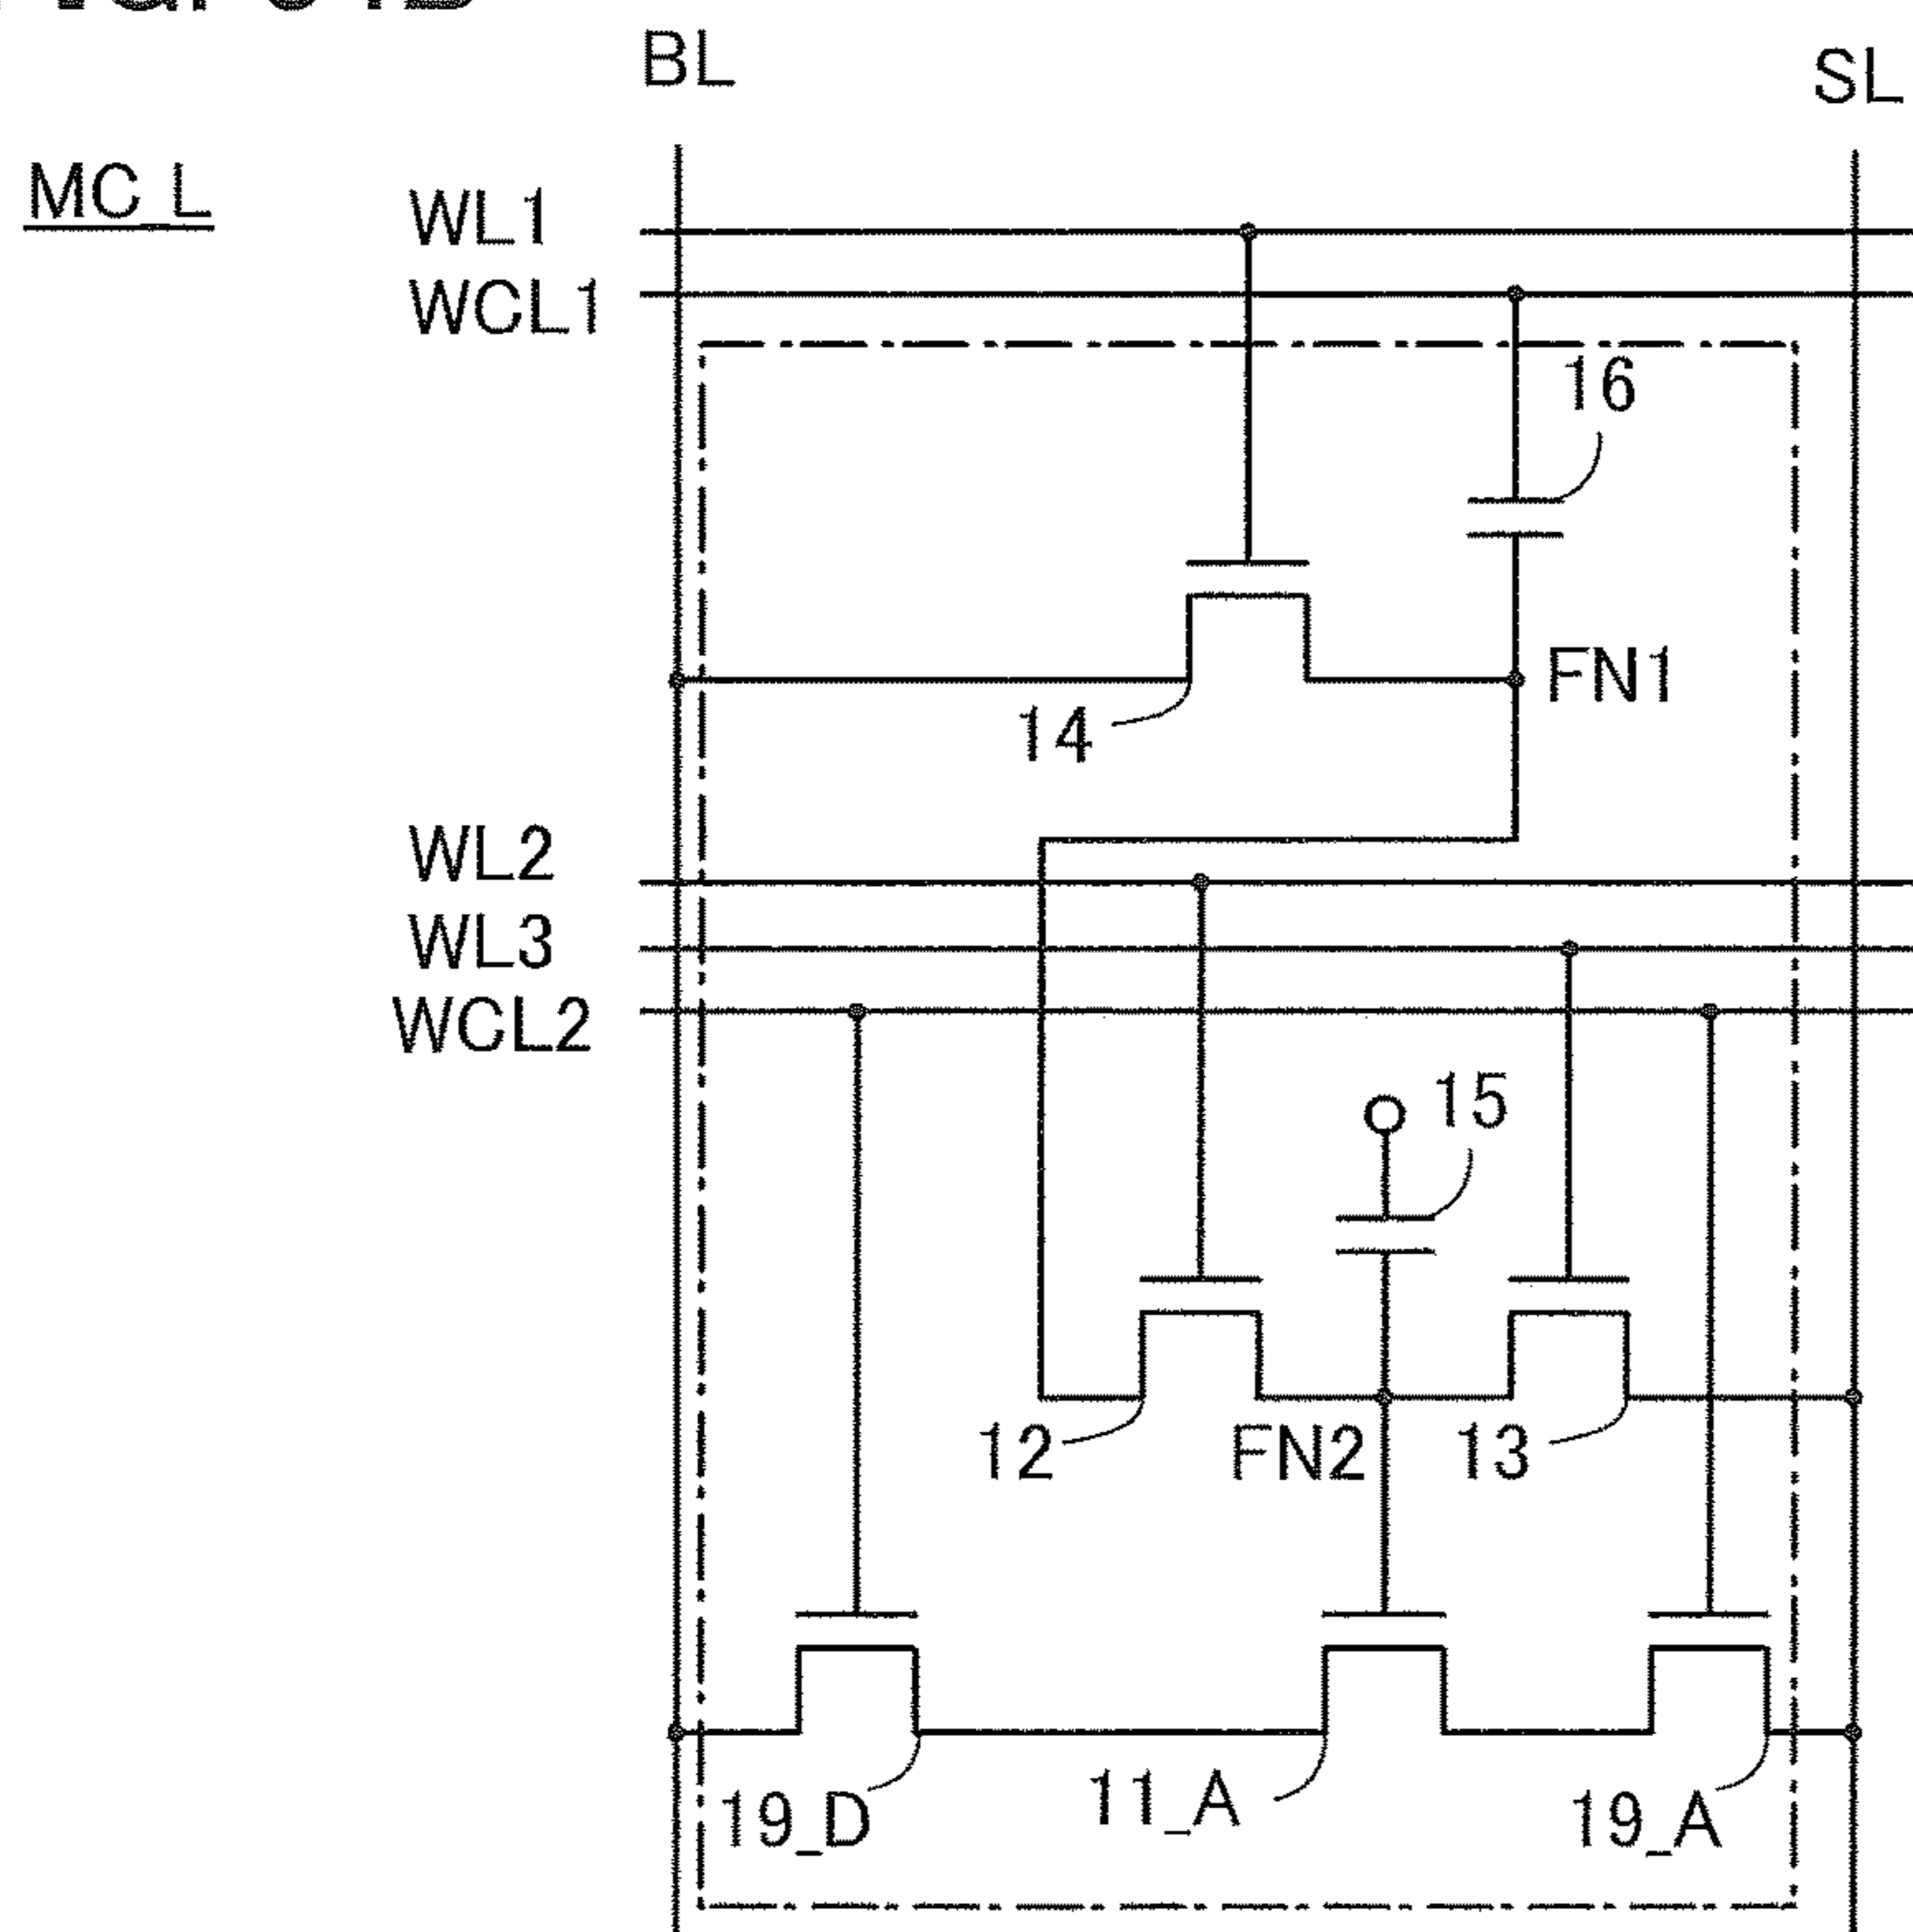 BL
SL
MC_L
WL1
WCL1
16
FN1
14
WL2
WL3
WCL2
15
12
FN2
13
19_D
11_A
19_A